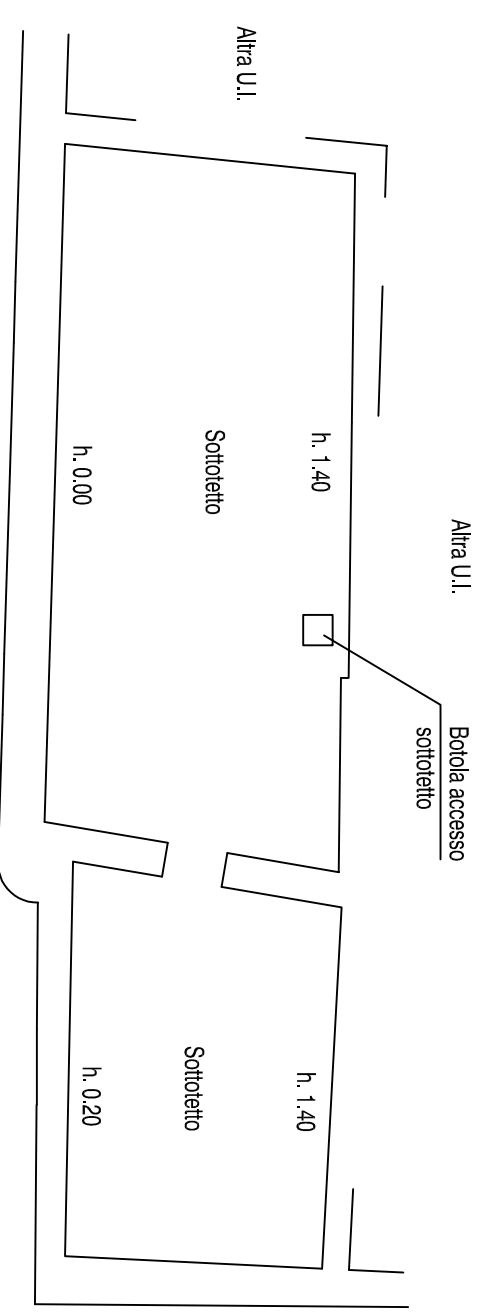 Altra U.I.
Altra U.I.
Botola accesso
sottotetto
h. 1.40
Sottotetto
h. 0.00
h. 1.40
Sottotetto
h. 0.20